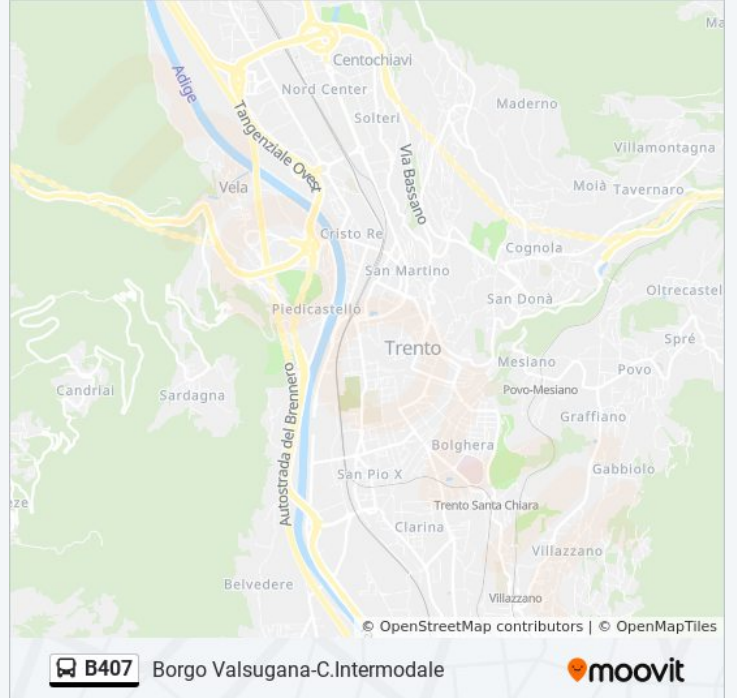 Ma
Centochiavi
Nord Center
Adige
Solteri
Maderno
Tangenziale Ovest
Via Bassano
Villamontagna
Vela
Moià
Tavernaro
Cristo Re
Cognola
San Martino
San Donà
Oltrecastel
Piedicastello
Trento
Spré
Mesiano
Povo
Candriai
Sardagna
Povo-Mesiano
Autostrada del Brennero
Graffiano
Bolghera
Gabbiolo
San Pio X
eze
Trento Santa Chiara
Clarina
Villazzano
Belvedere
Villazzano
© OpenStreetMap contributors | © OpenMapTiles
B407 Borgo Valsugana-C.Intermodale
moovit